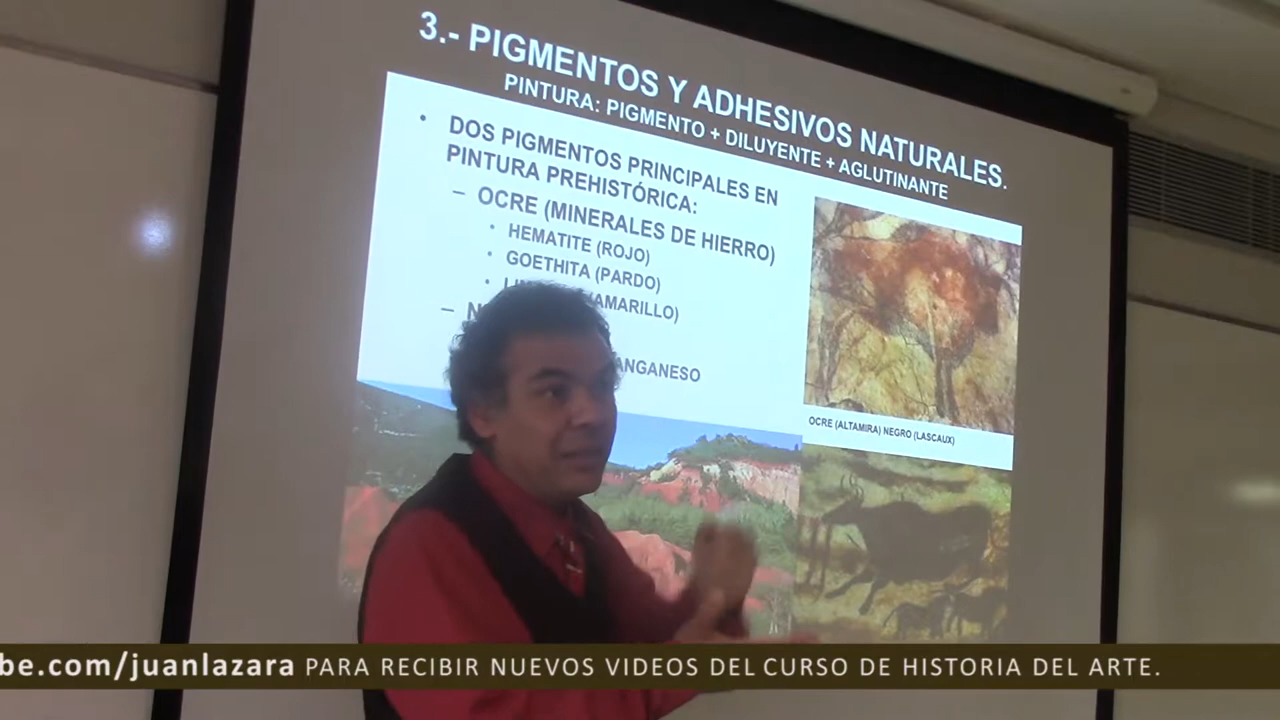 3.- PIGMENTOS Y ADHESIVOS NATURALES.
PINTURA: PIGMENTO + DILUYENTE + AGLUTINANTE
• DOS PIGMENTOS PRINCIPALES EN
PINTURA PREHISTÓRICA:
– OCRE (MINERALES DE HIERRO)
• HEMATITE (ROJO)
• GOETHITA (PARDO)
• (AMARILLO)
–
ANGANESO
OCRE (ALTAMIRA) NEGRO (LASCAUX)
be.com/juanlazara PARA RECIBIR NUEVOS VIDEOS DEL CURSO DE HISTORIA DEL ARTE.